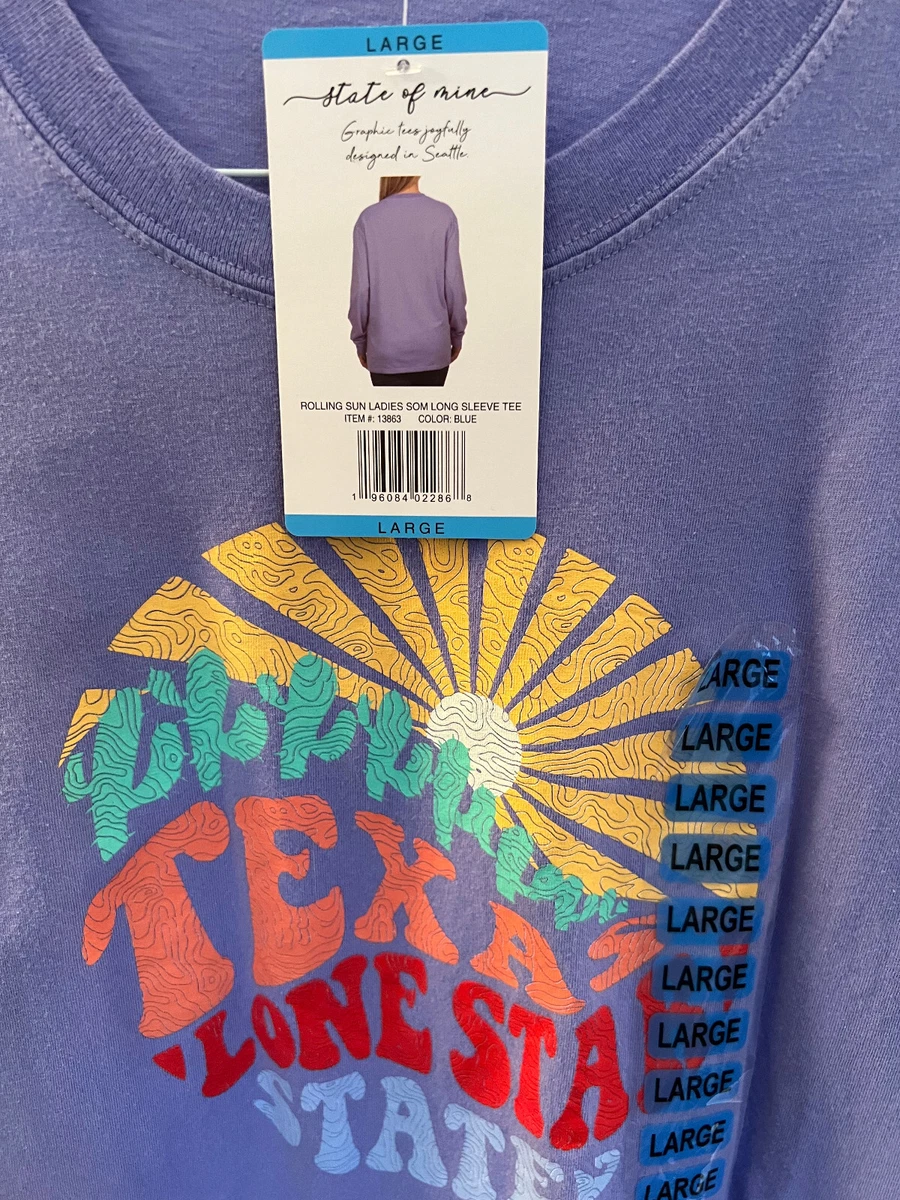 LARGE
state of mine
Graphic tees joyfully
designed in Seattle.
ROLLING SUN LADIES SOM LONG SLEEVE TEE
ITEM #: 13863 COLOR: BLUE
1 96084 02286 8
LARGE
TEXAS
LONE STAR
STATE
ARGE
LARGE
LARGE
LARGE
LARGE
LARGE
LARGE
LARGE
LARGE
LARGE